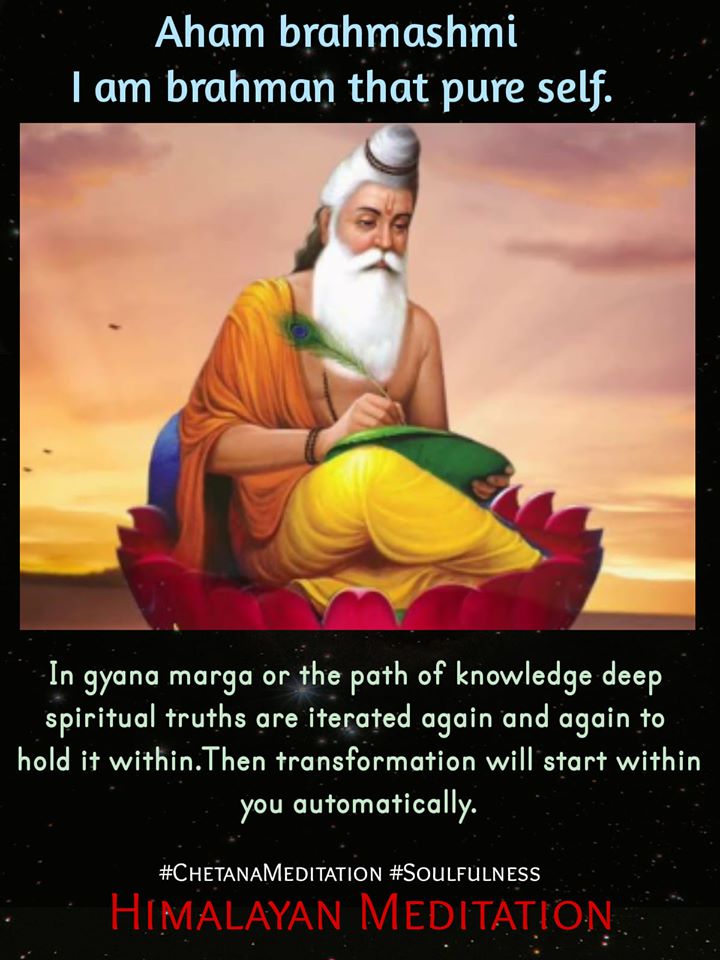 Aham brahmashmi
I am brahman that pure self.
In gyana marga or the path of knowledge deep
spiritual truths are iterated again and again to
hold it within.Then transformation will start within
you automatically.
#ChetanaMeditation #Soulfulness
Himalayan Meditation